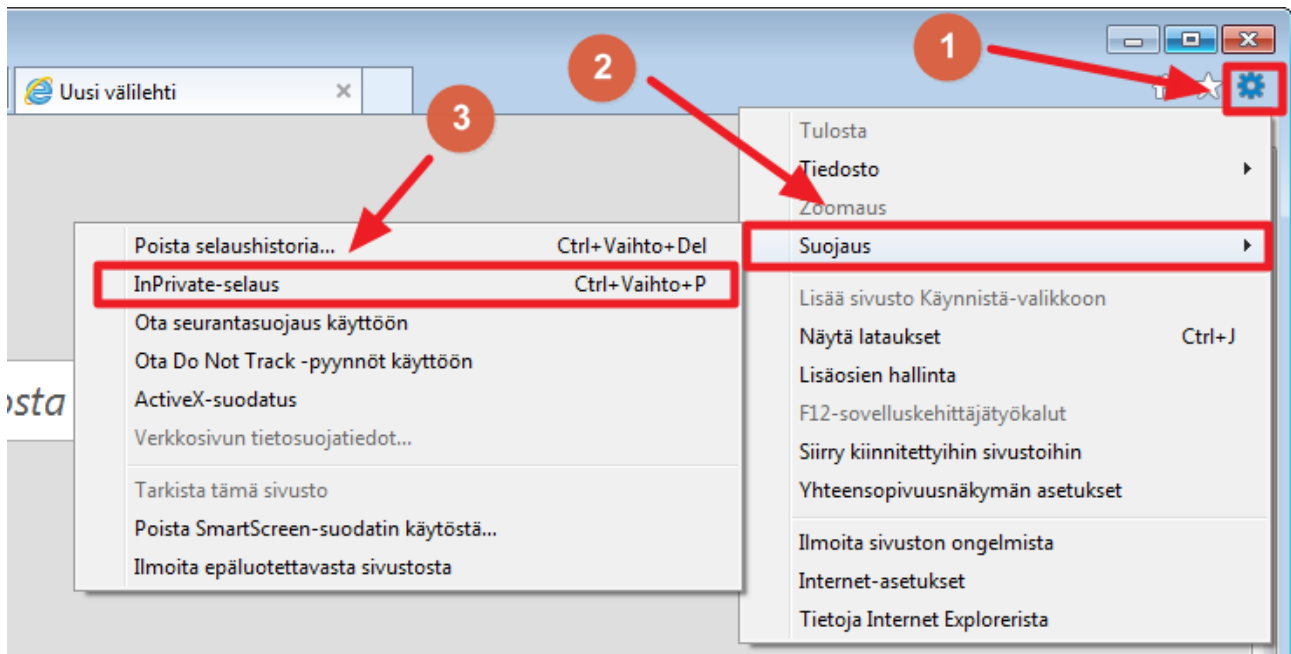 1
2
Uusi välilehti
3
Tulosta
Tiedosto
Zoomaus
Suojaus
Lisää sivusto Käynnistä-valikkoon
Näytä lataukset Ctrl+J
Lisäosien hallinta
F12-sovelluskehittäjätyökalut
Siirry kiinnitettyihin sivustoihin
Yhteensopivuusnäkymän asetukset
Ilmoita sivuston ongelmista
Internet-asetukset
Tietoja Internet Explorerista
Poista selaushistoria... Ctrl+Vaihto+Del
InPrivate-selaus Ctrl+Vaihto+P
Ota seurantasuojaus käyttöön
Ota Do Not Track -pyynnöt käyttöön
ActiveX-suodatus
Verkkosivun tietosuojatiedot...
Tarkista tämä sivusto
Poista SmartScreen-suodatin käytöstä...
Ilmoita epäluotettavasta sivustosta